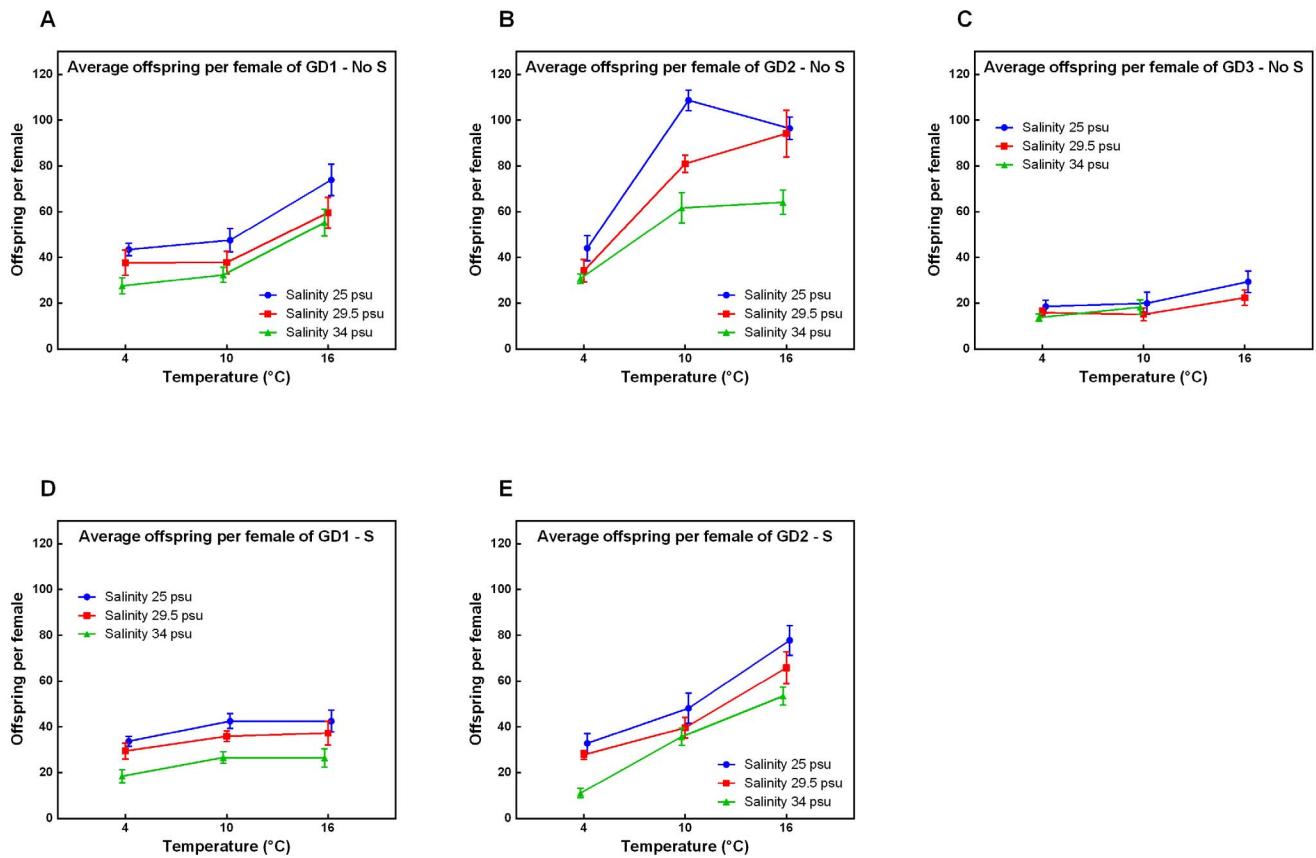 A
Average offspring per female of GD1 - No S
120
100
80
60
40
20
0
Offspring per female
Salinity 25 psu
Salinity 29.5 psu
Salinity 34 psu
4 10 16
Temperature (°C)
B
Average offspring per female of GD2 - No S
120
100
80
60
40
20
0
Offspring per female
Salinity 25 psu
Salinity 29.5 psu
Salinity 34 psu
4 10 16
Temperature (°C)
C
Average offspring per female of GD3 - No S
120
100
80
60
40
20
0
Offspring per female
Salinity 25 psu
Salinity 29.5 psu
Salinity 34 psu
4 10 16
Temperature (°C)
D
Average offspring per female of GD1 - S
120
100
80
60
40
20
0
Offspring per female
Salinity 25 psu
Salinity 29.5 psu
Salinity 34 psu
4 10 16
Temperature (°C)
E
Average offspring per female of GD2 - S
120
100
80
60
40
20
0
Offspring per female
Salinity 25 psu
Salinity 29.5 psu
Salinity 34 psu
4 10 16
Temperature (°C)